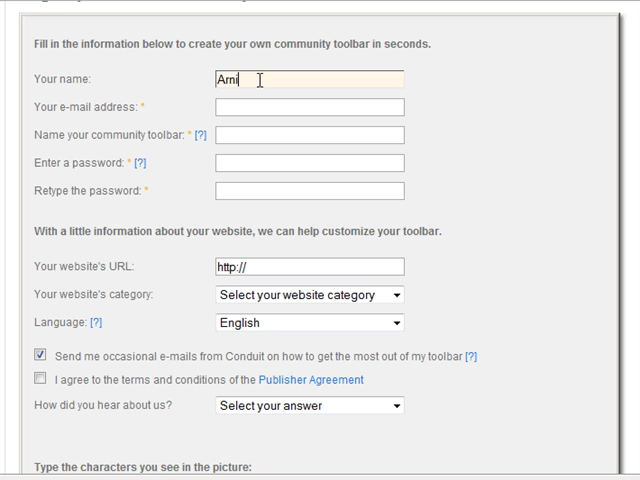 Fill in the information below to create your own community toolbar in seconds.
Your name: Arni
Your e-mail address: *
Name your community toolbar: * [?]
Enter a password: * [?]
Retype the password: *
With a little information about your website, we can help customize your toolbar.
Your website's URL: http://
Your website's category: Select your website category
Language: [?] English
Send me occasional e-mails from Conduit on how to get the most out of my toolbar [?]
I agree to the terms and conditions of the Publisher Agreement
How did you hear about us? Select your answer
Type the characters you see in the picture: